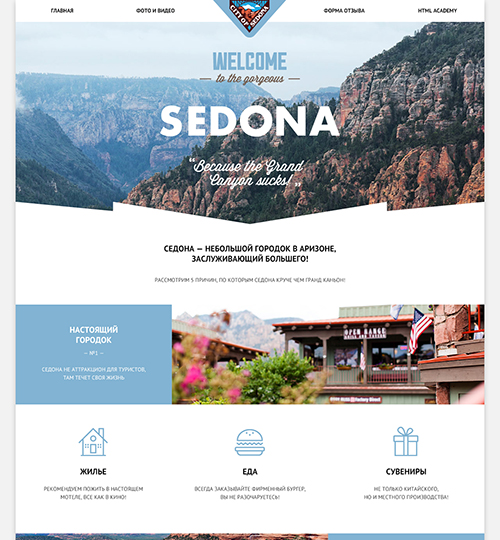 ГЛАВНАЯ
ФОТО И ВИДЕО
CITY OF SEDONA
ФОРМА ОТЗЫВА
HTML ACADEMY
WELCOME
to the gorgeous
SEDONA
“Because the Grand
Canyon sucks!”
СЕДОНА — НЕБОЛЬШОЙ ГОРОДОК В АРИЗОНЕ,
ЗАСЛУЖИВАЮЩИЙ БОЛЬШЕГО!
РАССМОТРИМ 5 ПРИЧИН, ПО КОТОРЫМ СЕДОНА КРУЧЕ ЧЕМ ГРАНД КАНЬОН!
НАСТОЯЩИЙ
ГОРОДОК
— №1 —
СЕДОНА НЕ АТТРАКЦИОН ДЛЯ ТУРИСТОВ,
ТАМ ТЕЧЕТ СВОЯ ЖИЗНЬ
OPEN RANGE
ЖИЛЬЕ
РЕКОМЕНДУЕМ ПОЖИТЬ В НАСТОЯЩЕМ
МОТЕЛЕ, ВСЕ КАК В КИНО!
ЕДА
ВСЕГДА ЗАКАЗЫВАЙТЕ ФИРМЕННЫЙ БУРГЕР,
ВЫ НЕ РАЗОЧАРУЕТЕСЬ!
СУВЕНИРЫ
НЕ ТОЛЬКО КИТАЙСКОГО,
НО И МЕСТНОГО ПРОИЗВОДСТВА!